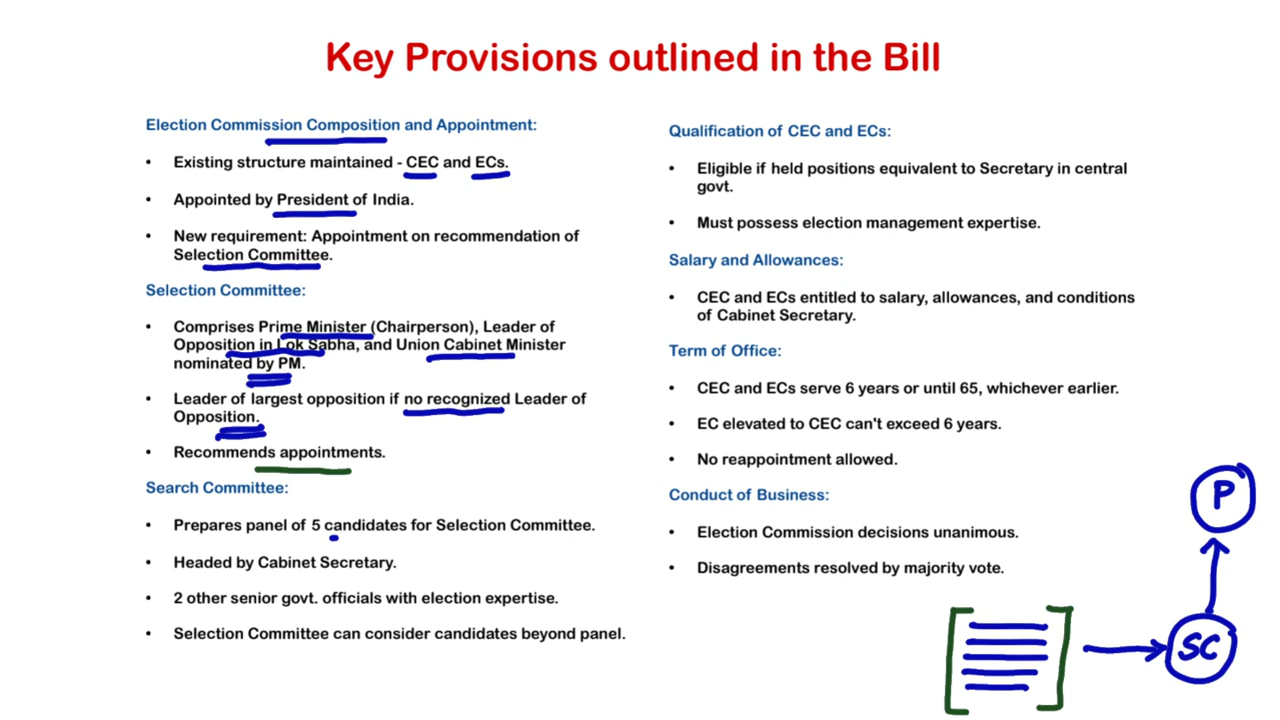 Key Provisions outlined in the Bill
Election Commission Composition and Appointment:
• Existing structure maintained - CEC and ECs.
• Appointed by President of India.
• New requirement: Appointment on recommendation of
Selection Committee.
Selection Committee:
• Comprises Prime Minister (Chairperson), Leader of
Opposition in Lok Sabha, and Union Cabinet Minister
nominated by PM.
• Leader of largest opposition if no recognized Leader of
Opposition.
• Recommends appointments.
Search Committee:
• Prepares panel of 5 candidates for Selection Committee.
• Headed by Cabinet Secretary.
• 2 other senior govt. officials with election expertise.
• Selection Committee can consider candidates beyond panel.
Qualification of CEC and ECs:
• Eligible if held positions equivalent to Secretary in central
govt.
• Must possess election management expertise.
Salary and Allowances:
• CEC and ECs entitled to salary, allowances, and conditions
of Cabinet Secretary.
Term of Office:
• CEC and ECs serve 6 years or until 65, whichever earlier.
• EC elevated to CEC can't exceed 6 years.
• No reappointment allowed.
Conduct of Business:
• Election Commission decisions unanimous.
• Disagreements resolved by majority vote.
P
SC